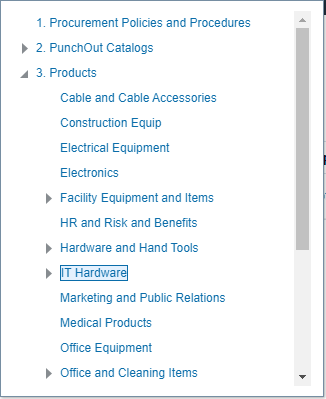 1. Procurement Policies and Procedures
2. PunchOut Catalogs
3. Products
Cable and Cable Accessories
Construction Equip
Electrical Equipment
Electronics
Facility Equipment and Items
HR and Risk and Benefits
Hardware and Hand Tools
IT Hardware
Marketing and Public Relations
Medical Products
Office Equipment
Office and Cleaning Items